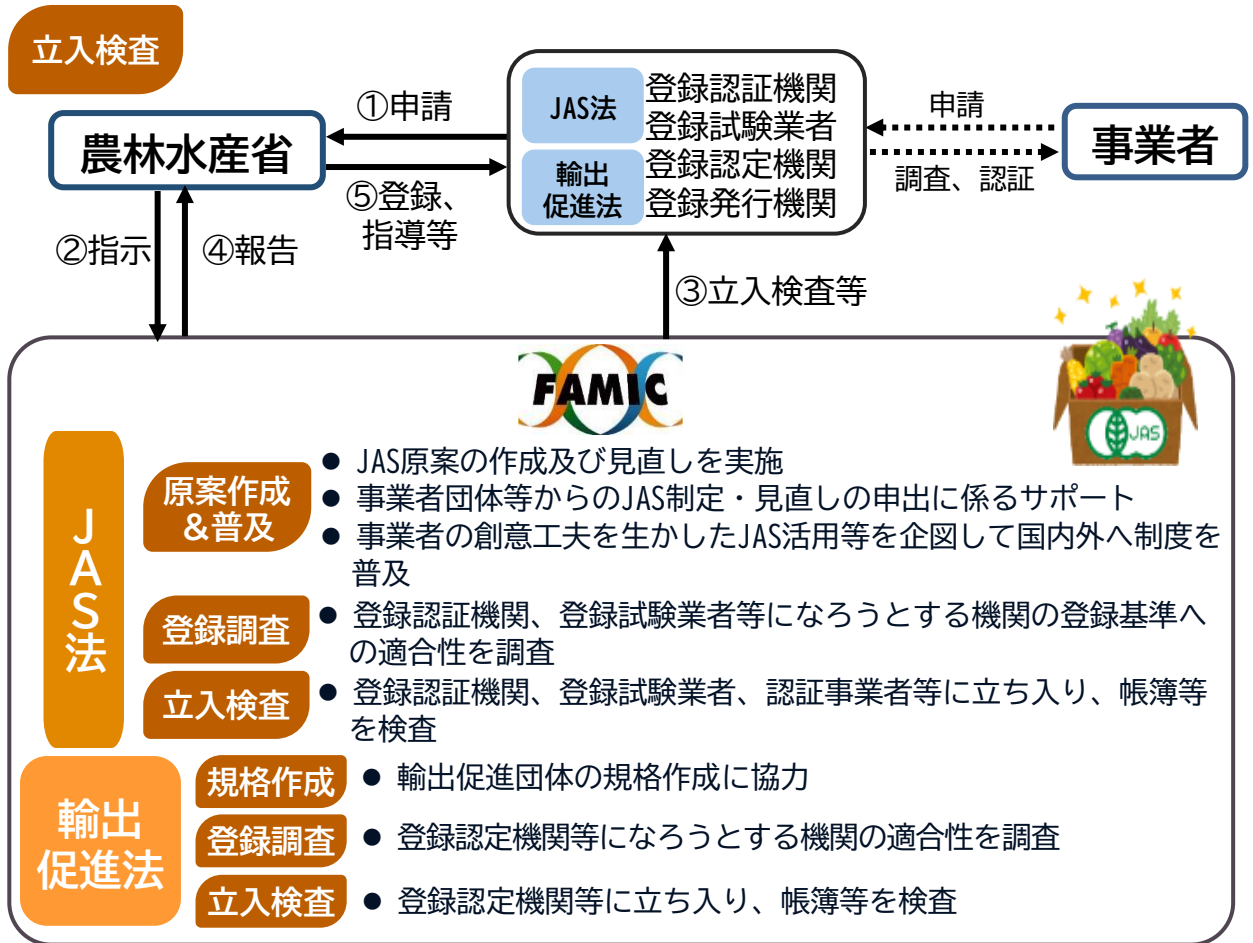 立入検査
①申請
農林水産省
⑤登録、
指導等
JAS法
登録認証機関
登録試験業者
輸出
促進法
登録認定機関
登録発行機関
申請
調査、認証
事業者
②指示
④報告
③立入検査等
FAMIC
JAS
JAS法
原案作成
&普及
● JAS原案の作成及び見直しを実施
● 事業者団体等からのJAS制定・見直しの申出に係るサポート
● 事業者の創意工夫を生かしたJAS活用等を企図して国内外へ制度を
普及
登録調査
● 登録認証機関、登録試験業者等になろうとする機関の登録基準へ
の適合性を調査
立入検査
● 登録認証機関、登録試験業者、認証事業者等に立ち入り、帳簿等
を検査
輸出
促進法
規格作成
● 輸出促進団体の規格作成に協力
登録調査
● 登録認定機関等になろうとする機関の適合性を調査
立入検査
● 登録認定機関等に立ち入り、帳簿等を検査